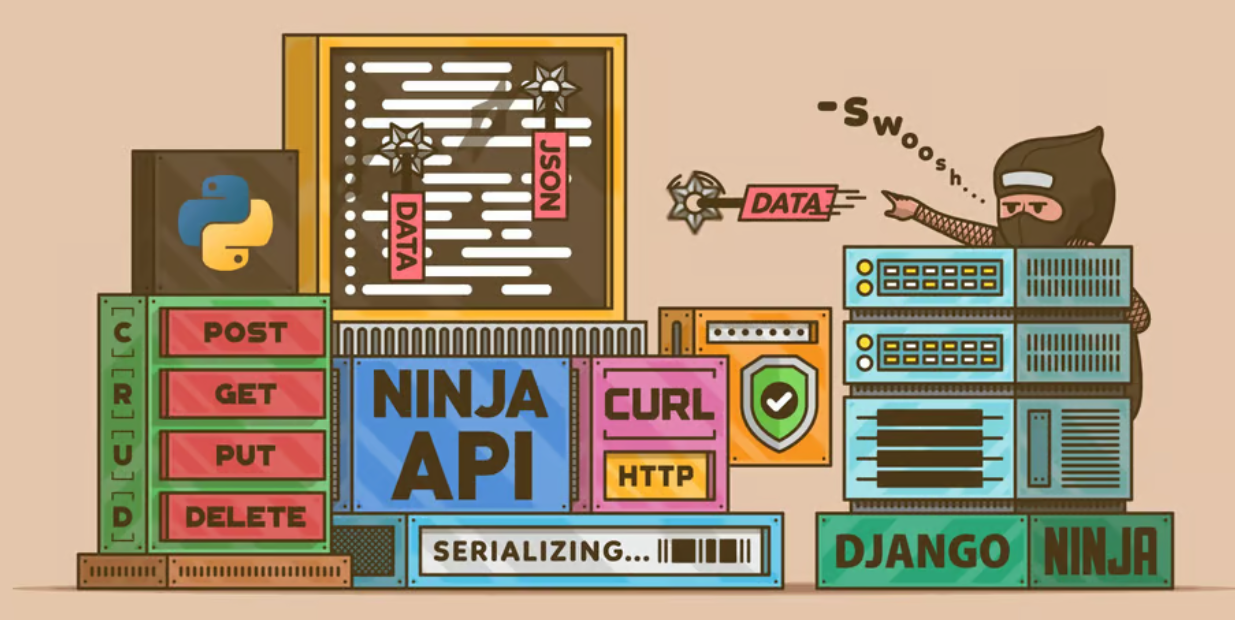 -Swoosh...
JSON
DATA
DATA
C
R
U
D
POST
GET
PUT
DELETE
NINJA
API
CURL
HTTP
SERIALIZING...
DJANGO NINJA